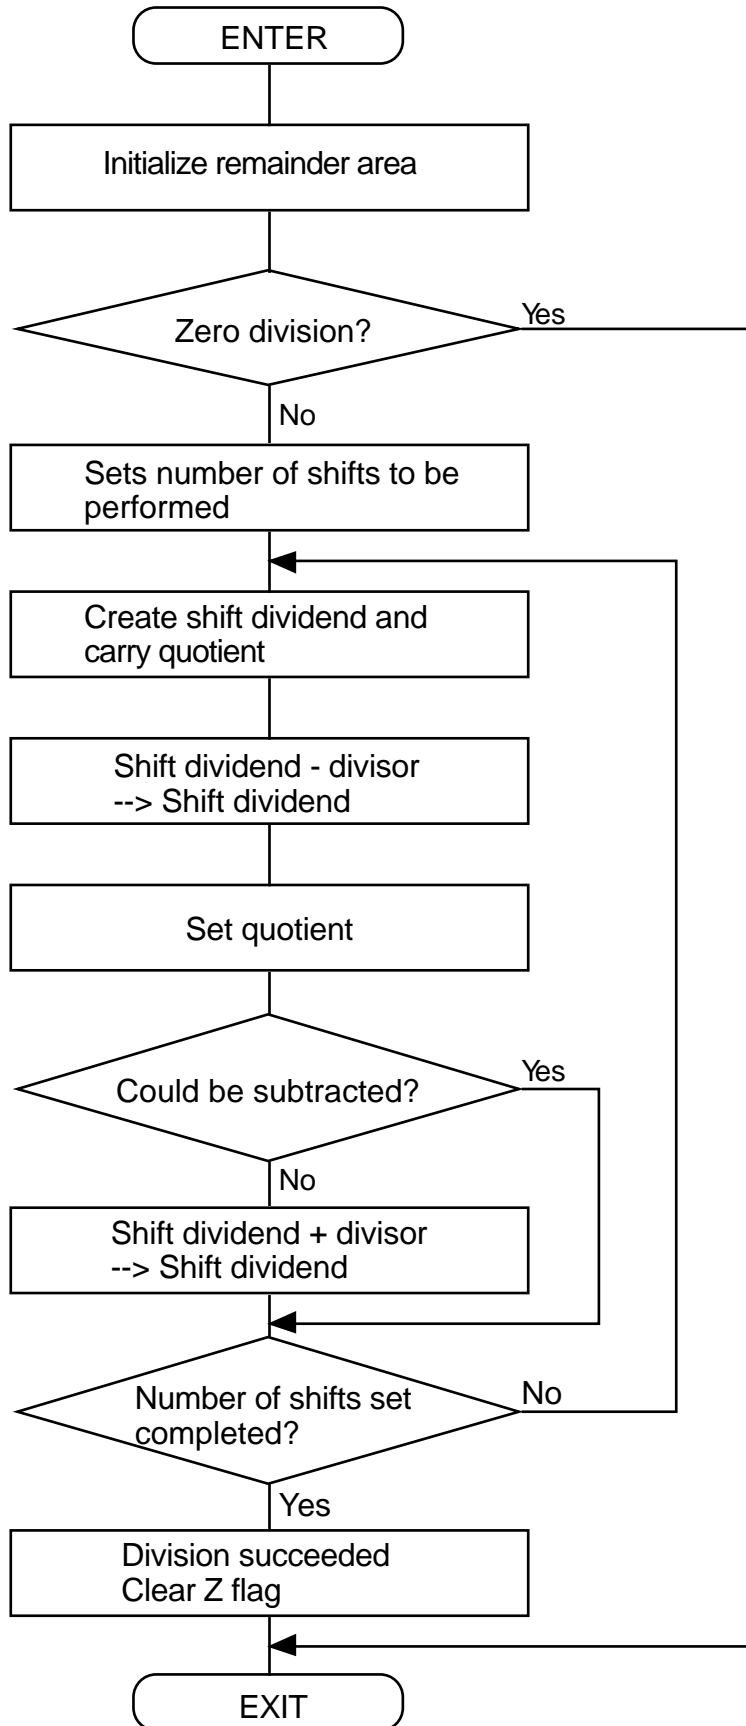 ENTER
Initialize remainder area
Zero division?
Yes
No
Sets number of shifts to be
performed
Create shift dividend and
carry quotient
Shift dividend - divisor
--> Shift dividend
Set quotient
Could be subtracted?
Yes
No
Shift dividend + divisor
--> Shift dividend
Number of shifts set
completed?
No
Yes
Division succeeded
Clear Z flag
EXIT